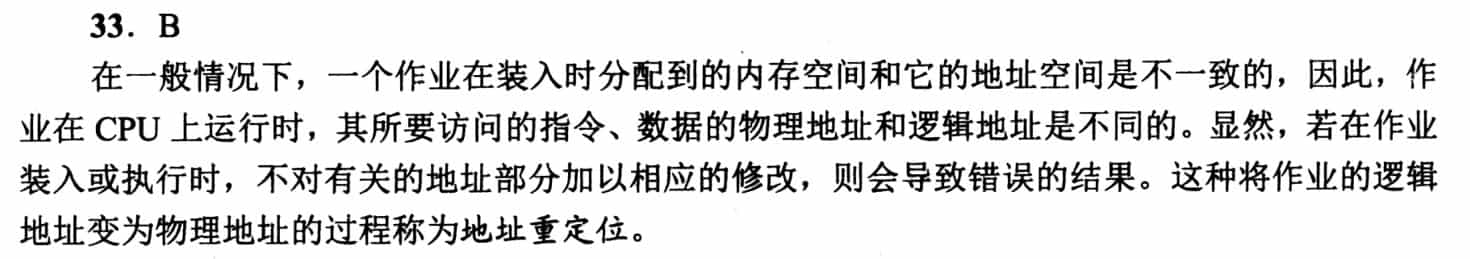 33．B
在一般情况下，一个作业在装入时分配到的内存空间和它的地址空间是不一致的，因此，作
业在 CPU 上运行时，其所要访问的指令、数据的物理地址和逻辑地址是不同的。显然，若在作业
装入或执行时，不对有关的地址部分加以相应的修改，则会导致错误的结果。这种将作业的逻辑
地址变为物理地址的过程称为地址重定位。